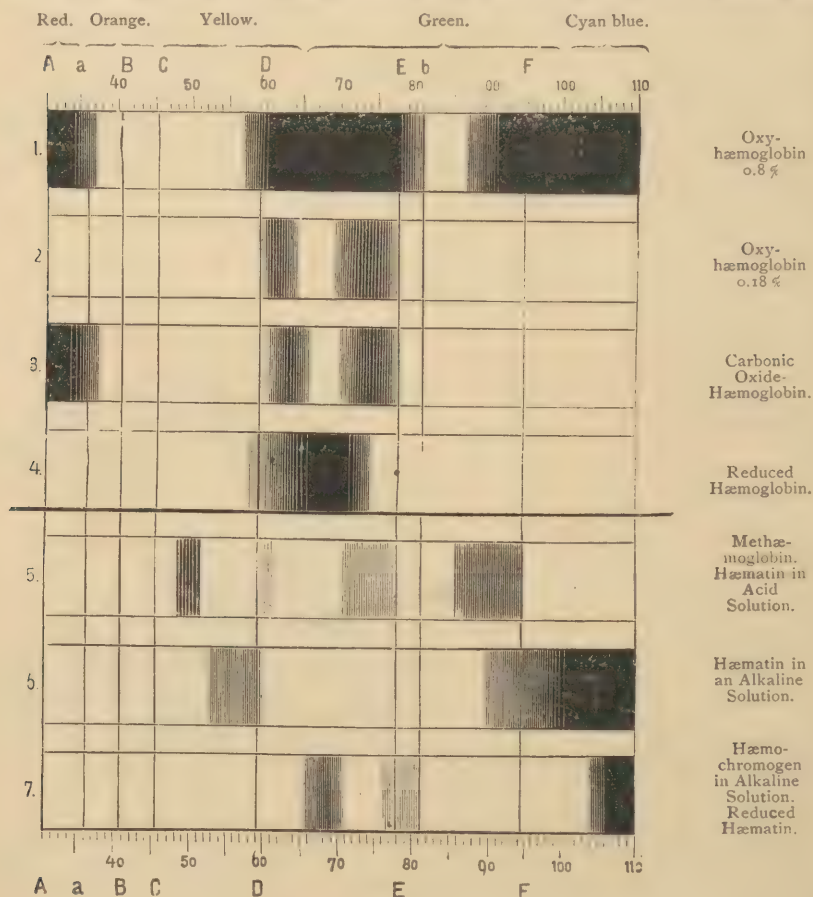 Red. Orange. Yellow. Green. Cyan blue.
A a B C D E b F
40 50 60 70 80 90 100 110
1. Oxy-
hæmoglobin
0.8 %
2 Oxy-
hæmoglobin
0.18 %
3. Carbonic
Oxide-
Hæmoglobin.
4. Reduced
Hæmoglobin.
5. Methæ-
moglobin.
Hæmatin in
Acid
Solution.
6. Hæmatin in
an Alkaline
Solution.
7. Hæmo-
chromogen
in Alkaline
Solution.
Reduced
Hæmatin.
40 50 60 70 80 90 100 110
A a B C D E F